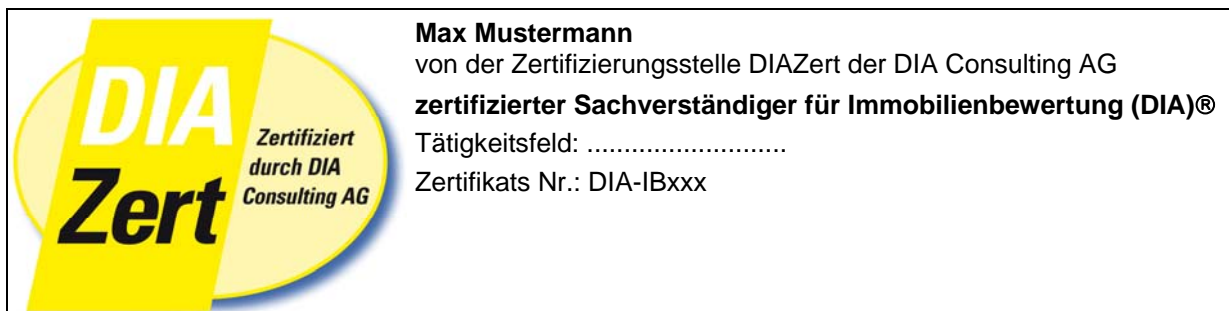 DIA
Zert
Zertifiziert
durch DIA
Consulting AG
Max Mustermann
von der Zertifizierungsstelle DIAZert der DIA Consulting AG
zertifizierter Sachverständiger für Immobilienbewertung (DIA)®
Tätigkeitsfeld: ...........................
Zertifikats Nr.: DIA-IBxxx